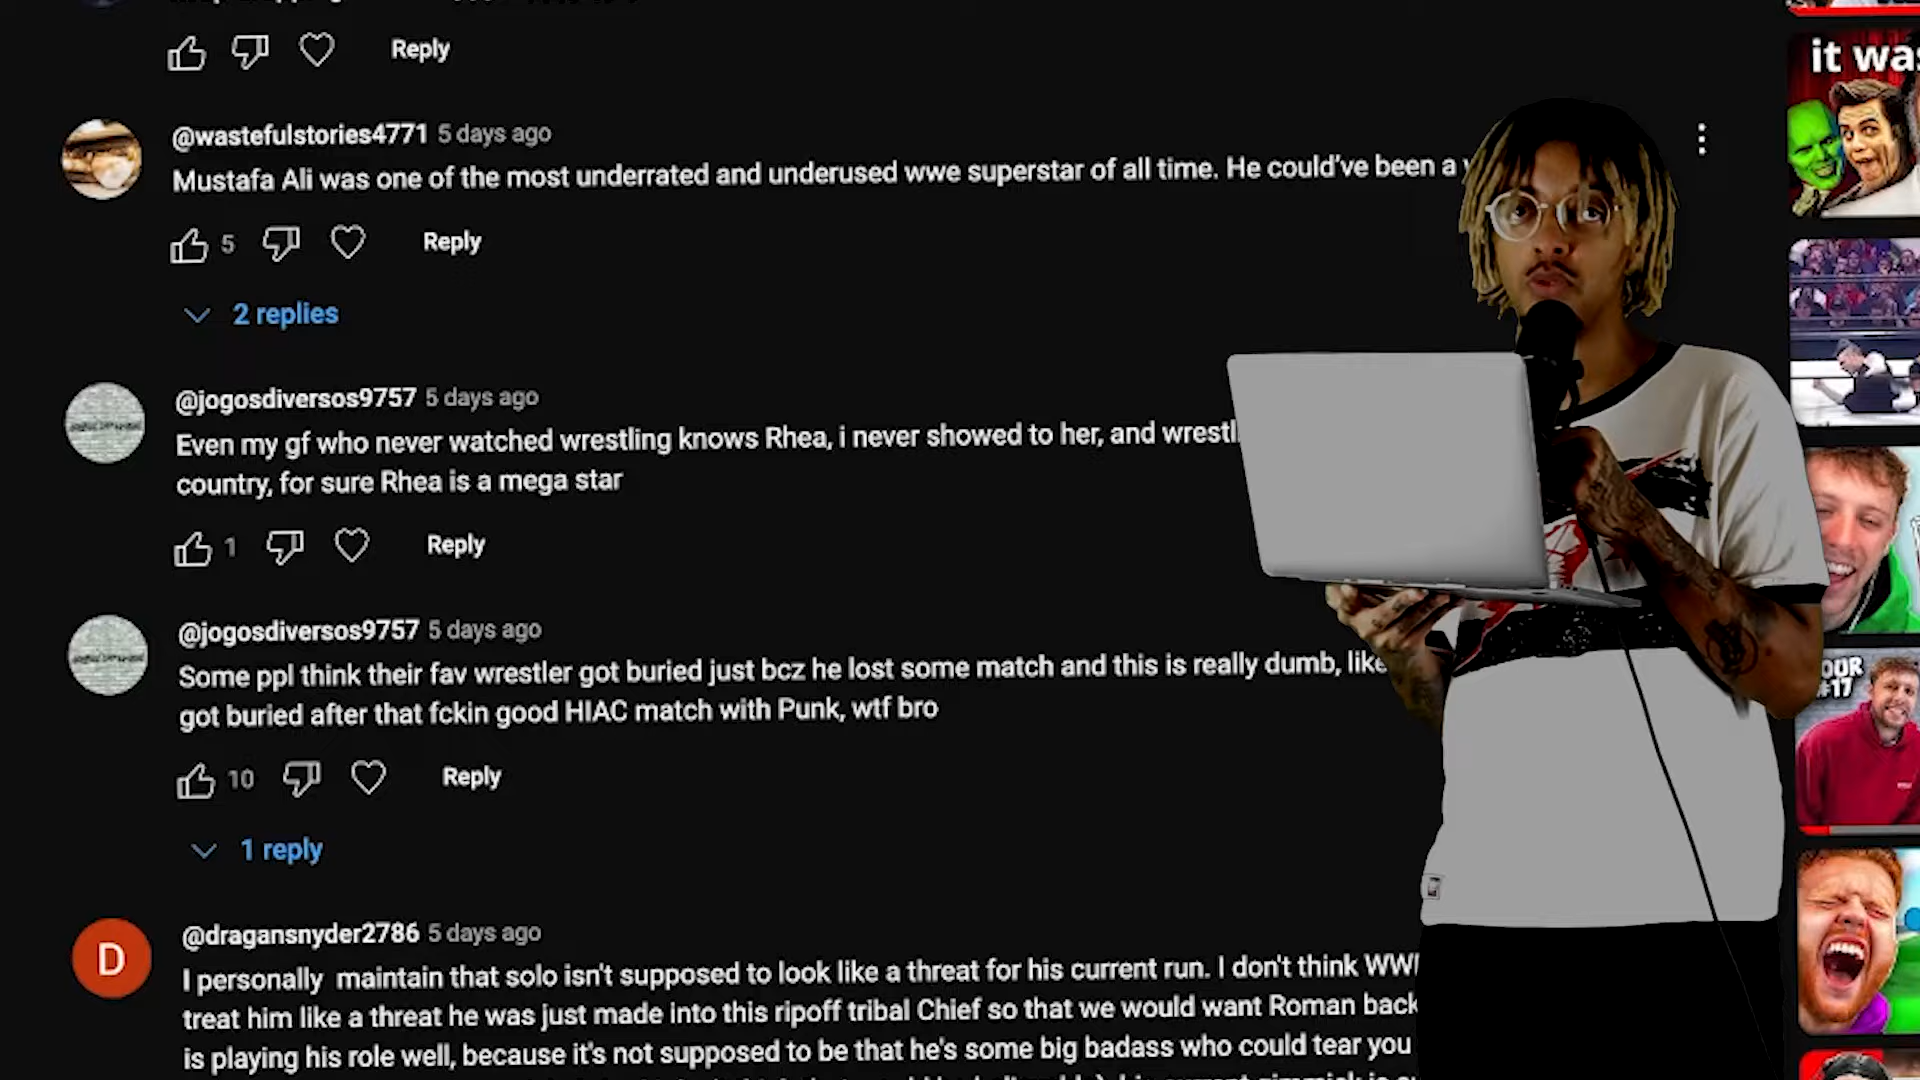 Reply
@wastefulstories4771 5 days ago
Mustafa Ali was one of the most underrated and underused wwe superstar of all time. He could've been a
5
Reply
2 replies
@jogosdiversos9757 5 days ago
Even my gf who never watched wrestling knows Rhea, i never showed to her, and wrestl
country, for sure Rhea is a mega star
1
Reply
@jogosdiversos9757 5 days ago
Some ppl think their fav wrestler got buried just bcz he lost some match and this is really dumb, like
got buried after that fckin good HIAC match with Punk, wtf bro
10
Reply
1 reply
D
@dragansnyder2786 5 days ago
I personally maintain that solo isn't supposed to look like a threat for his current run. I don't think WW
treat him like a threat he was just made into this ripoff tribal Chief so that we would want Roman back
is playing his role well, because it's not supposed to be that he's some big badass who could tear you
it was
OUR
#17